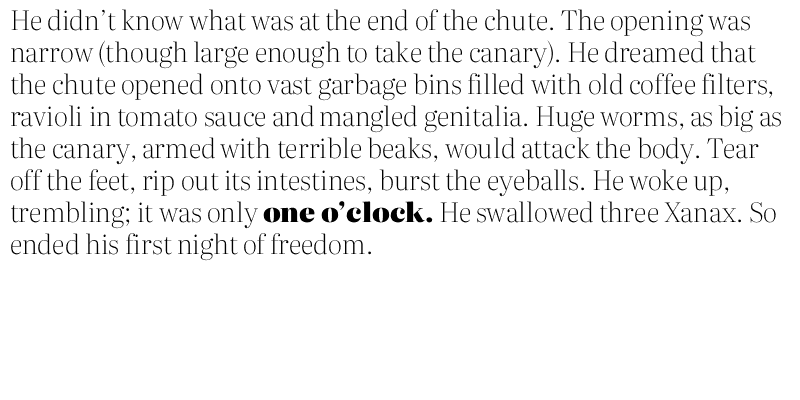 He didn’t know what was at the end of the chute. The opening was
narrow (though large enough to take the canary). He dreamed that
the chute opened onto vast garbage bins filled with old coffee filters,
ravioli in tomato sauce and mangled genitalia. Huge worms, as big as
the canary, armed with terrible beaks, would attack the body. Tear
off the feet, rip out its intestines, burst the eyeballs. He woke up,
trembling; it was only one o’clock. He swallowed three Xanax. So
ended his first night of freedom.